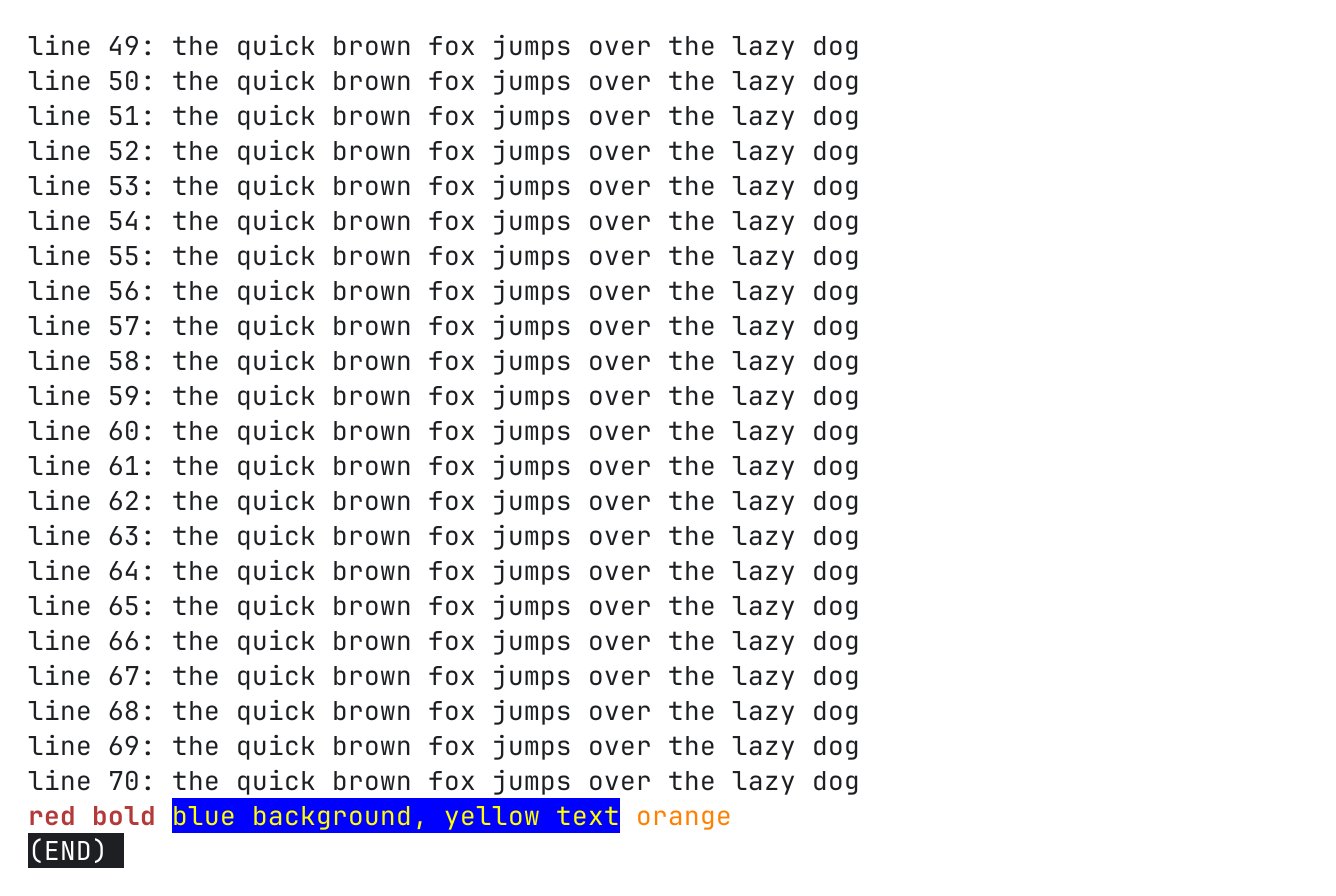 line 49: the quick brown fox jumps over the lazy dog
line 50: the quick brown fox jumps over the lazy dog
line 51: the quick brown fox jumps over the lazy dog
line 52: the quick brown fox jumps over the lazy dog
line 53: the quick brown fox jumps over the lazy dog
line 54: the quick brown fox jumps over the lazy dog
line 55: the quick brown fox jumps over the lazy dog
line 56: the quick brown fox jumps over the lazy dog
line 57: the quick brown fox jumps over the lazy dog
line 58: the quick brown fox jumps over the lazy dog
line 59: the quick brown fox jumps over the lazy dog
line 60: the quick brown fox jumps over the lazy dog
line 61: the quick brown fox jumps over the lazy dog
line 62: the quick brown fox jumps over the lazy dog
line 63: the quick brown fox jumps over the lazy dog
line 64: the quick brown fox jumps over the lazy dog
line 65: the quick brown fox jumps over the lazy dog
line 66: the quick brown fox jumps over the lazy dog
line 67: the quick brown fox jumps over the lazy dog
line 68: the quick brown fox jumps over the lazy dog
line 69: the quick brown fox jumps over the lazy dog
line 70: the quick brown fox jumps over the lazy dog
red bold blue background, yellow text orange
(END)